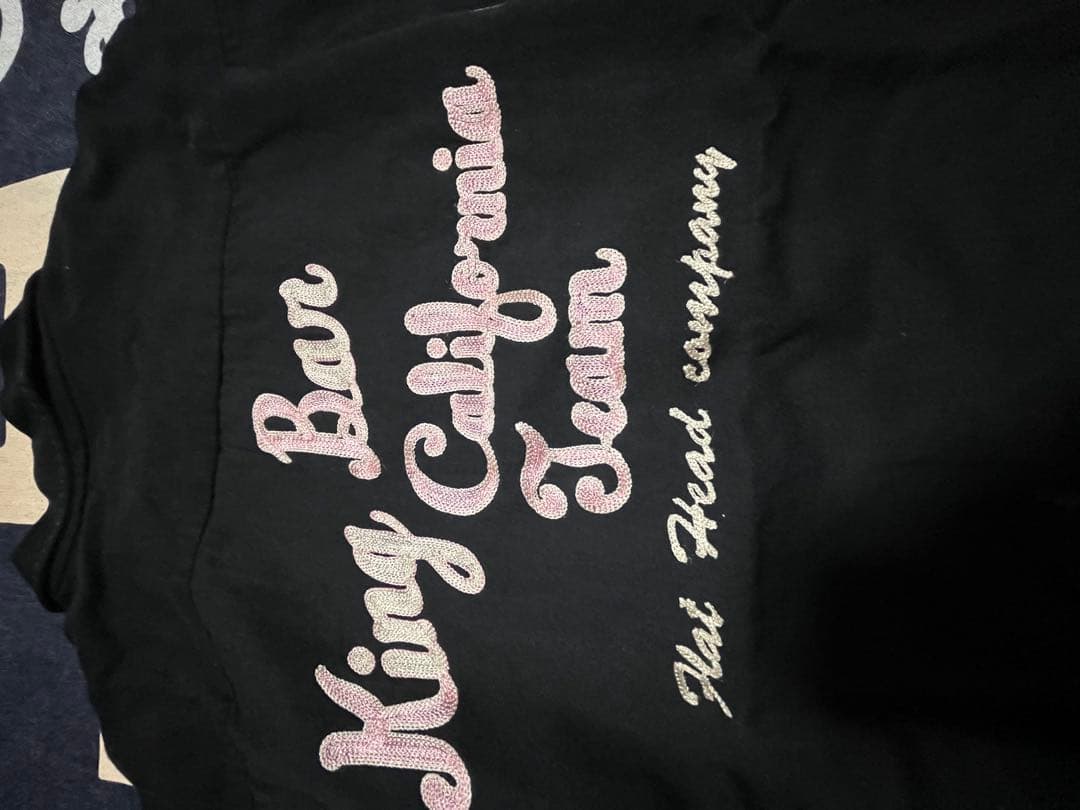 King Bar
California
Team
Flat Head company